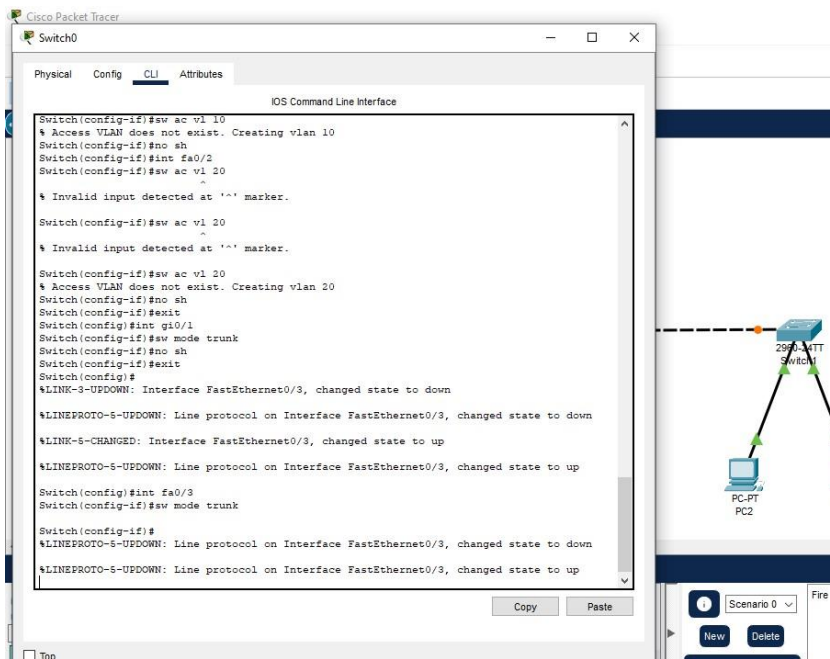 Cisco Packet Tracer
Switch0
Physical Config CLI Attributes
IOS Command Line Interface
Switch(config-if)#sw ac vl 10
% Access VLAN does not exist. Creating vlan 10
Switch(config-if)#no sh
Switch(config-if)#int fa0/2
Switch(config-if)#sw ac vl 20
^
% Invalid input detected at '^' marker.
Switch(config-if)#sw ac vl 20
^
% Invalid input detected at '^' marker.
Switch(config-if)#sw ac vl 20
% Access VLAN does not exist. Creating vlan 20
Switch(config-if)#no sh
Switch(config-if)#exit
Switch(config)#int gi0/1
Switch(config-if)#sw mode trunk
Switch(config-if)#no sh
Switch(config-if)#exit
Switch(config)#
%LINK-3-UPDOWN: Interface FastEthernet0/3, changed state to down
%LINEPROTO-5-UPDOWN: Line protocol on Interface FastEthernet0/3, changed state to down
%LINK-5-CHANGED: Interface FastEthernet0/3, changed state to up
%LINEPROTO-5-UPDOWN: Line protocol on Interface FastEthernet0/3, changed state to up
Switch(config)#int fa0/3
Switch(config-if)#sw mode trunk
Switch(config-if)#
%LINEPROTO-5-UPDOWN: Line protocol on Interface FastEthernet0/3, changed state to down
%LINEPROTO-5-UPDOWN: Line protocol on Interface FastEthernet0/3, changed state to up
Copy Paste
Top
2960-24TT
Switch1
PC-PT
PC2
Scenario 0
Fire
New Delete